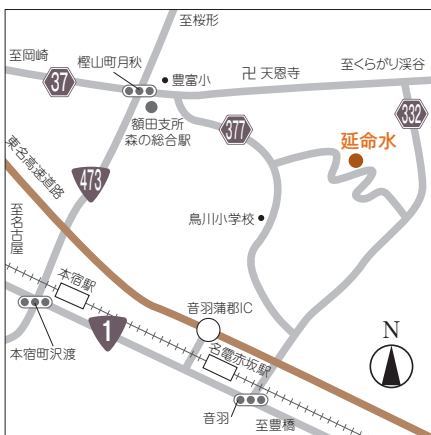 至桜形
至岡崎
樫山町月秋
37
豊富小
卍 天恩寺
至くらがり渓谷
額田支所
森の総合駅
377
332
延命水
東名高速道路
473
鳥川小学校
至名古屋
本宿駅
音羽蒲郡IC
1
名電赤坂駅
本宿町沢渡
N
音羽
至豊橋